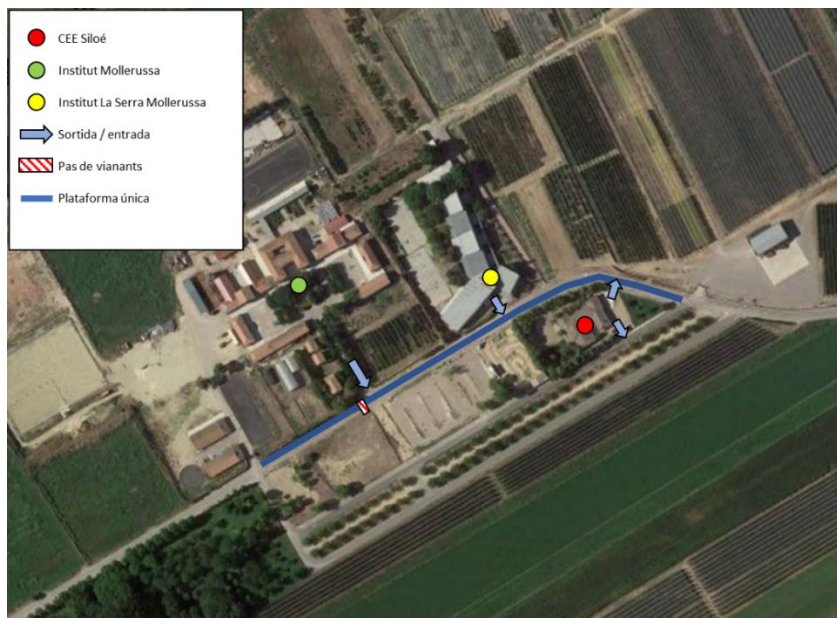 CEE Siloé
Institut Mollerussa
Institut La Serra Mollerussa
Sortida / entrada
Pas de vianants
Plataforma única